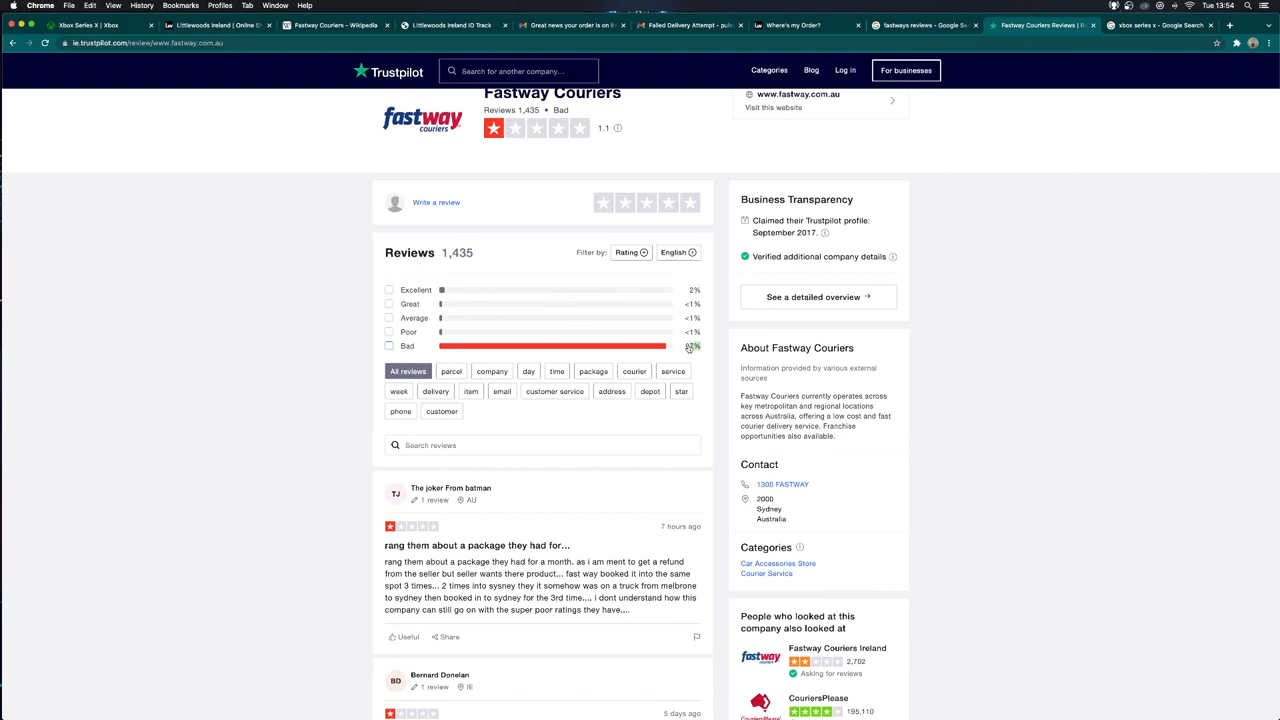 Chrome File Edit View History Bookmarks Profiles Tab Window Help
Tue 19 Jan 13:54
Xbox Series X | Xbox
Littlewoods Ireland | Online Sh
Fastway Couriers - Wikipedia
Littlewoods Ireland ID Track
Great news your order is on it
Failed Delivery Attempt - puls
Where's my Order?
fastways reviews - Google Sea
Fastway Couriers Reviews | R
xbox series x - Google Search
ie.trustpilot.com/review/www.fastway.com.au
Trustpilot
Search for another company…
Categories Blog Log in For businesses
Fastway Couriers
fastway couriers
Reviews 1,435 • Bad
1.1
www.fastway.com.au
Visit this website
Write a review
Reviews 1,435
Filter by: Rating English
Excellent 2%
Great <1%
Average <1%
Poor <1%
Bad 97%
All reviews parcel company day time package courier service
week delivery item email customer service address depot star
phone customer
Search reviews
TJ
The joker From batman
1 review AU
7 hours ago
rang them about a package they had for…
rang them about a package they had for a month. as i am ment to get a refund
from the seller but seller wants there product... fast way booked it into the same
spot 3 times... 2 times into sysney they it somehow was on a truck from melbrone
to sydney then booked in to sydney for the 3rd time.... i dont understand how this
company can still go on with the super poor ratings they have....
Useful Share
BD
Bernard Donelan
1 review IE
5 days ago
Business Transparency
Claimed their Trustpilot profile:
September 2017.
Verified additional company details
See a detailed overview
About Fastway Couriers
Information provided by various external
sources
Fastway Couriers currently operates across
key metropolitan and regional locations
across Australia, offering a low cost and fast
courier delivery service. Franchise
opportunities also available.
Contact
1300 FASTWAY
2000
Sydney
Australia
Categories
Car Accessories Store
Courier Service
People who looked at this
company also looked at
fastway couriers
Fastway Couriers Ireland
2,702
Asking for reviews
CouriersPlease
195,110